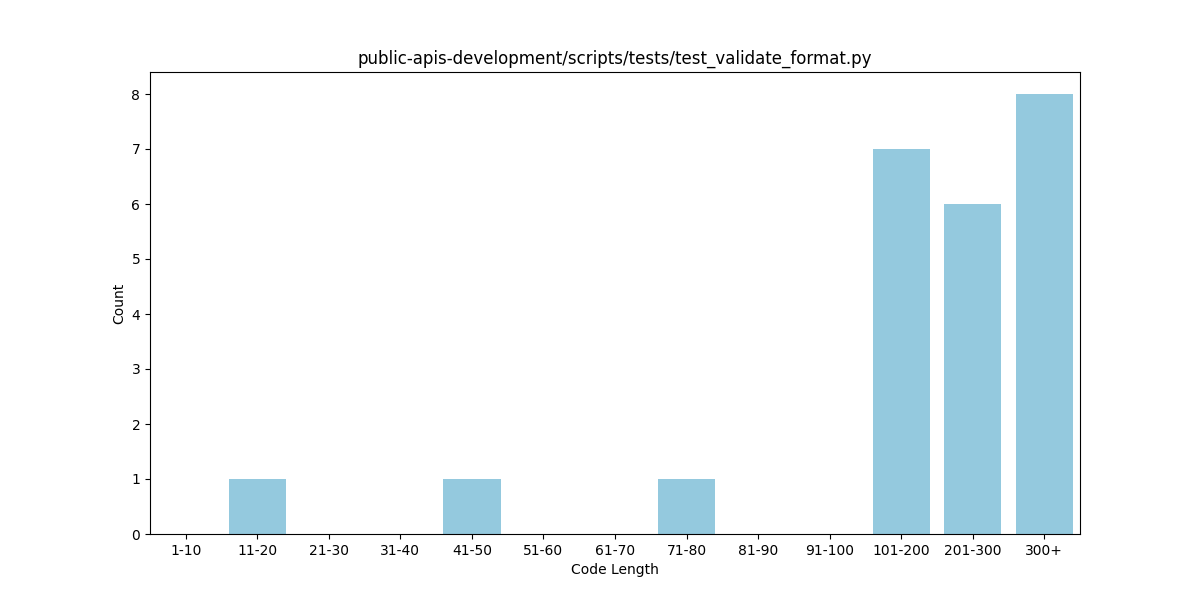 public-apis-development/scripts/tests/test_validate_format.py
Count
8
7
6
5
4
3
2
1
0
1-10 11-20 21-30 31-40 41-50 51-60 61-70 71-80 81-90 91-100 101-200 201-300 300+
Code Length